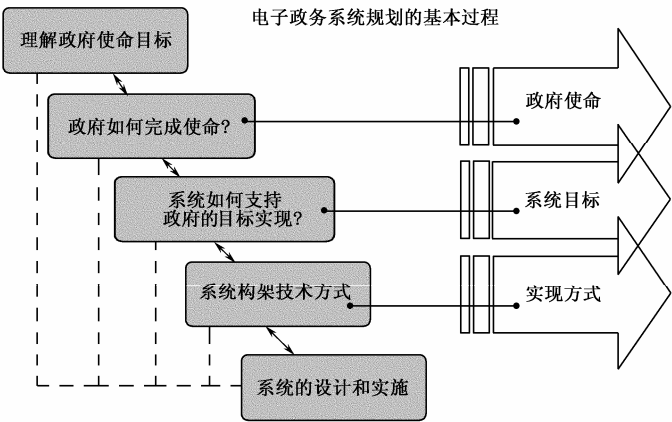 电子政务系统规划的基本过程
理解政府使命目标
政府如何完成使命?
政府使命
系统如何支持
政府的目标实现?
系统目标
系统构架技术方式
实现方式
系统的设计和实施